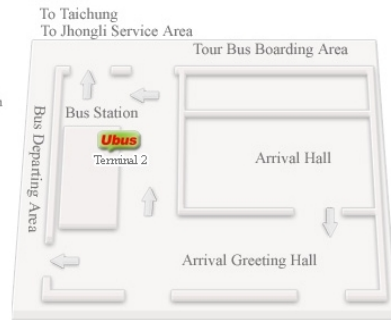 To Taichung
To Jhongli Service Area
Tour Bus Boarding Area
Bus Station
Ubus
Terminal 2
Bus Departing Area
Arrival Hall
Arrival Greeting Hall